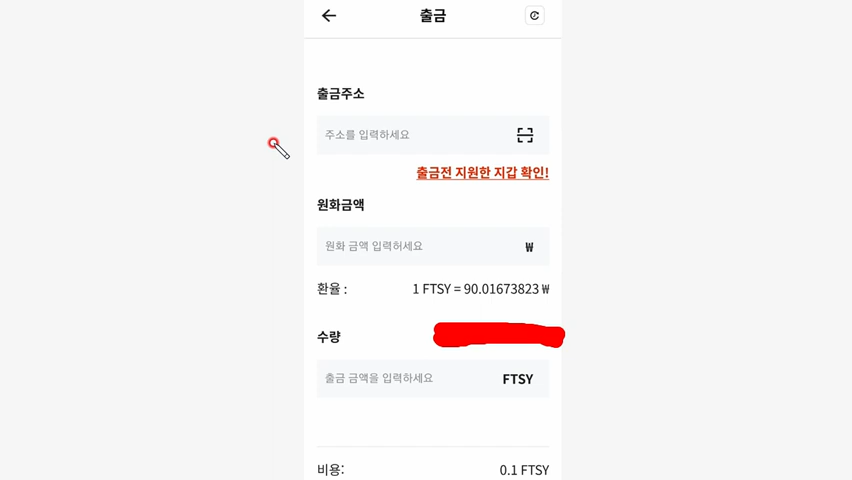 출금
출금주소
주소를 입력하세요
출금전 지원한 지갑 확인!
원화금액
원화 금액 입력허세요 ₩
환율 : 1 FTSY = 90.01673823 ₩
수량
출금 금액을 입력하세요 FTSY
비용: 0.1 FTSY